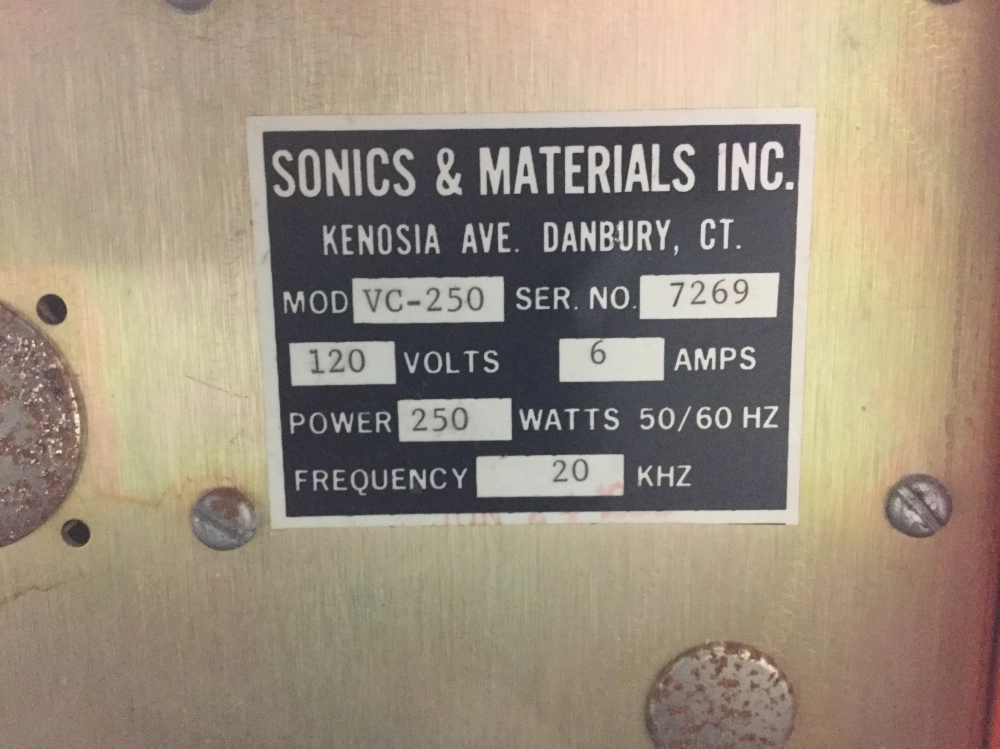 SONICS & MATERIALS INC.
KENOSIA AVE. DANBURY, CT.
MOD VC-250 SER. NO. 7269
120 VOLTS 6 AMPS
POWER 250 WATTS 50/60 HZ
FREQUENCY 20 KHZ